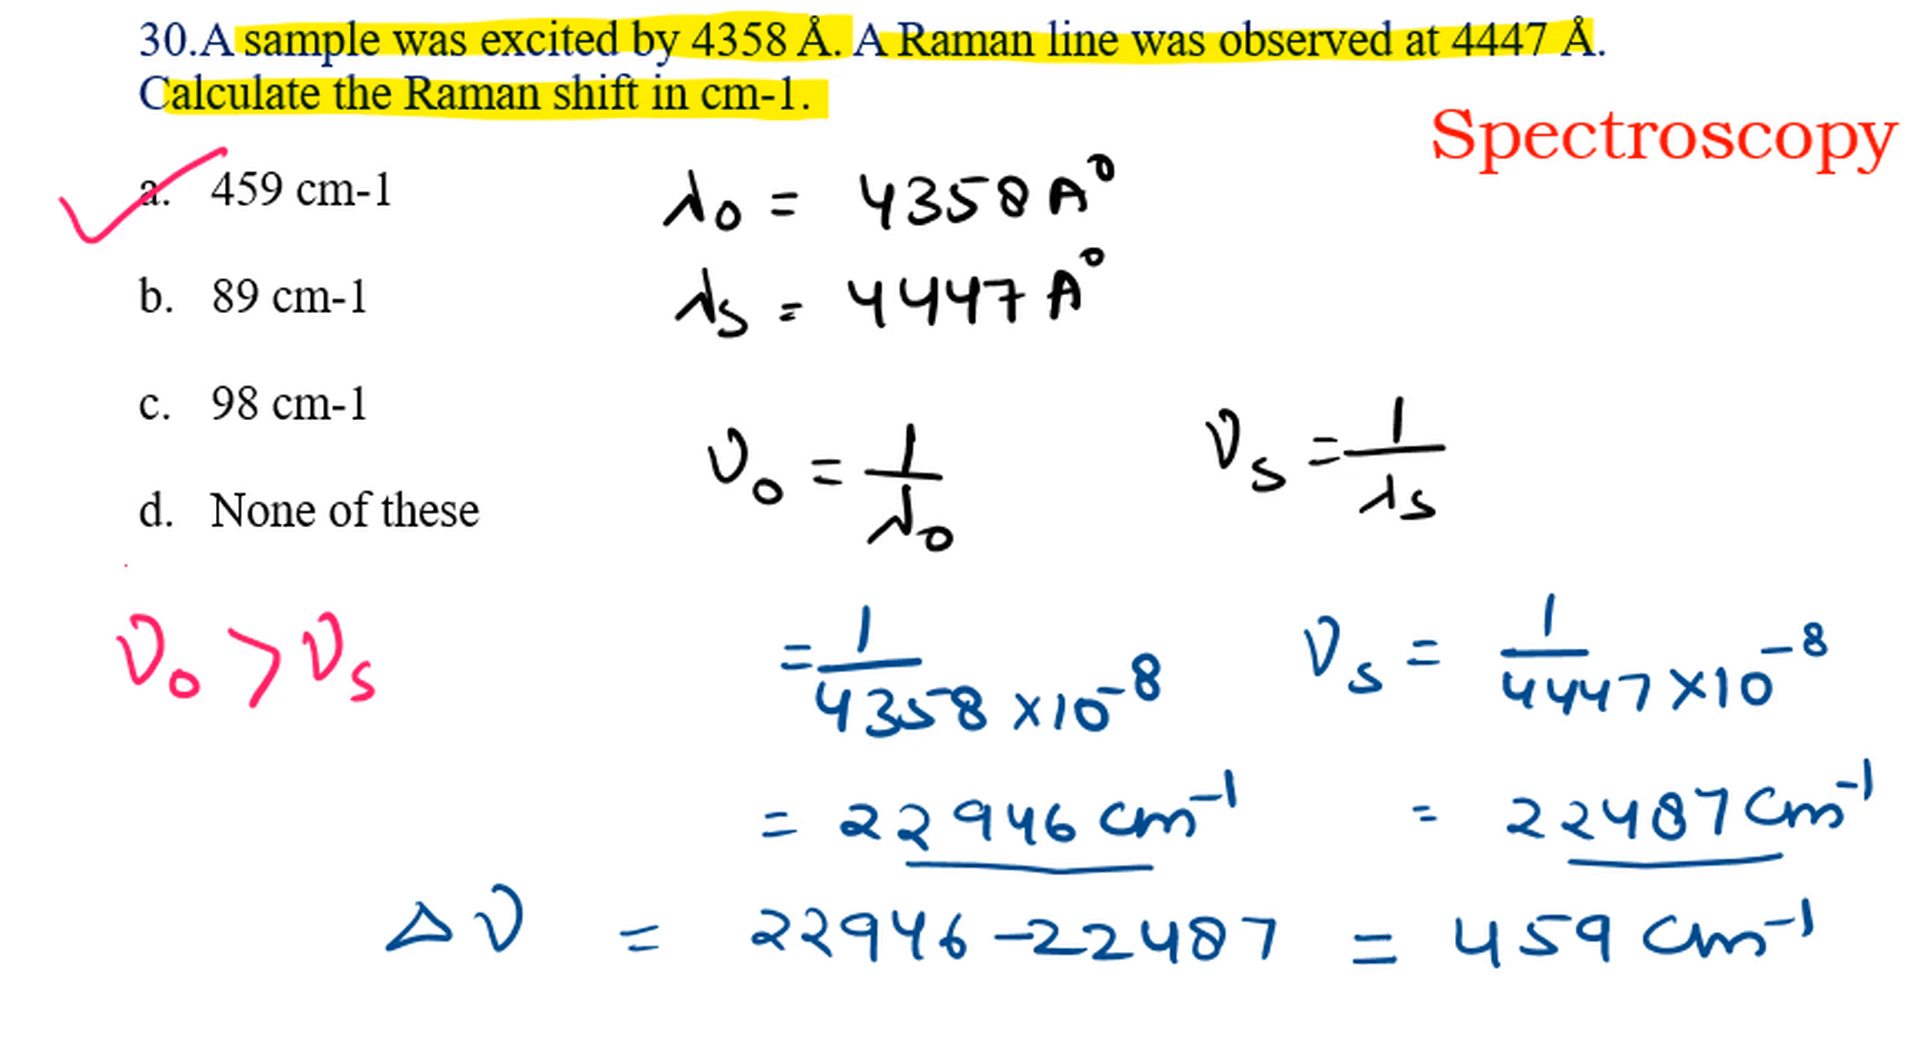 30.A sample was excited by 4358 Å. A Raman line was observed at 4447 Å.
Calculate the Raman shift in cm-1.
Spectroscopy
a. 459 cm-1
b. 89 cm-1
c. 98 cm-1
d. None of these
λo = 4358 A°
λs = 4447 A°
ν₀ = 1/λ₀
νs = 1/λs
ν₀ > νs
= 1/4358 × 10⁻⁸
νs = 1/4447 × 10⁻⁸
= 22946 cm⁻¹
= 22487 cm⁻¹
Δν = 22946 – 22487 = 459 cm⁻¹